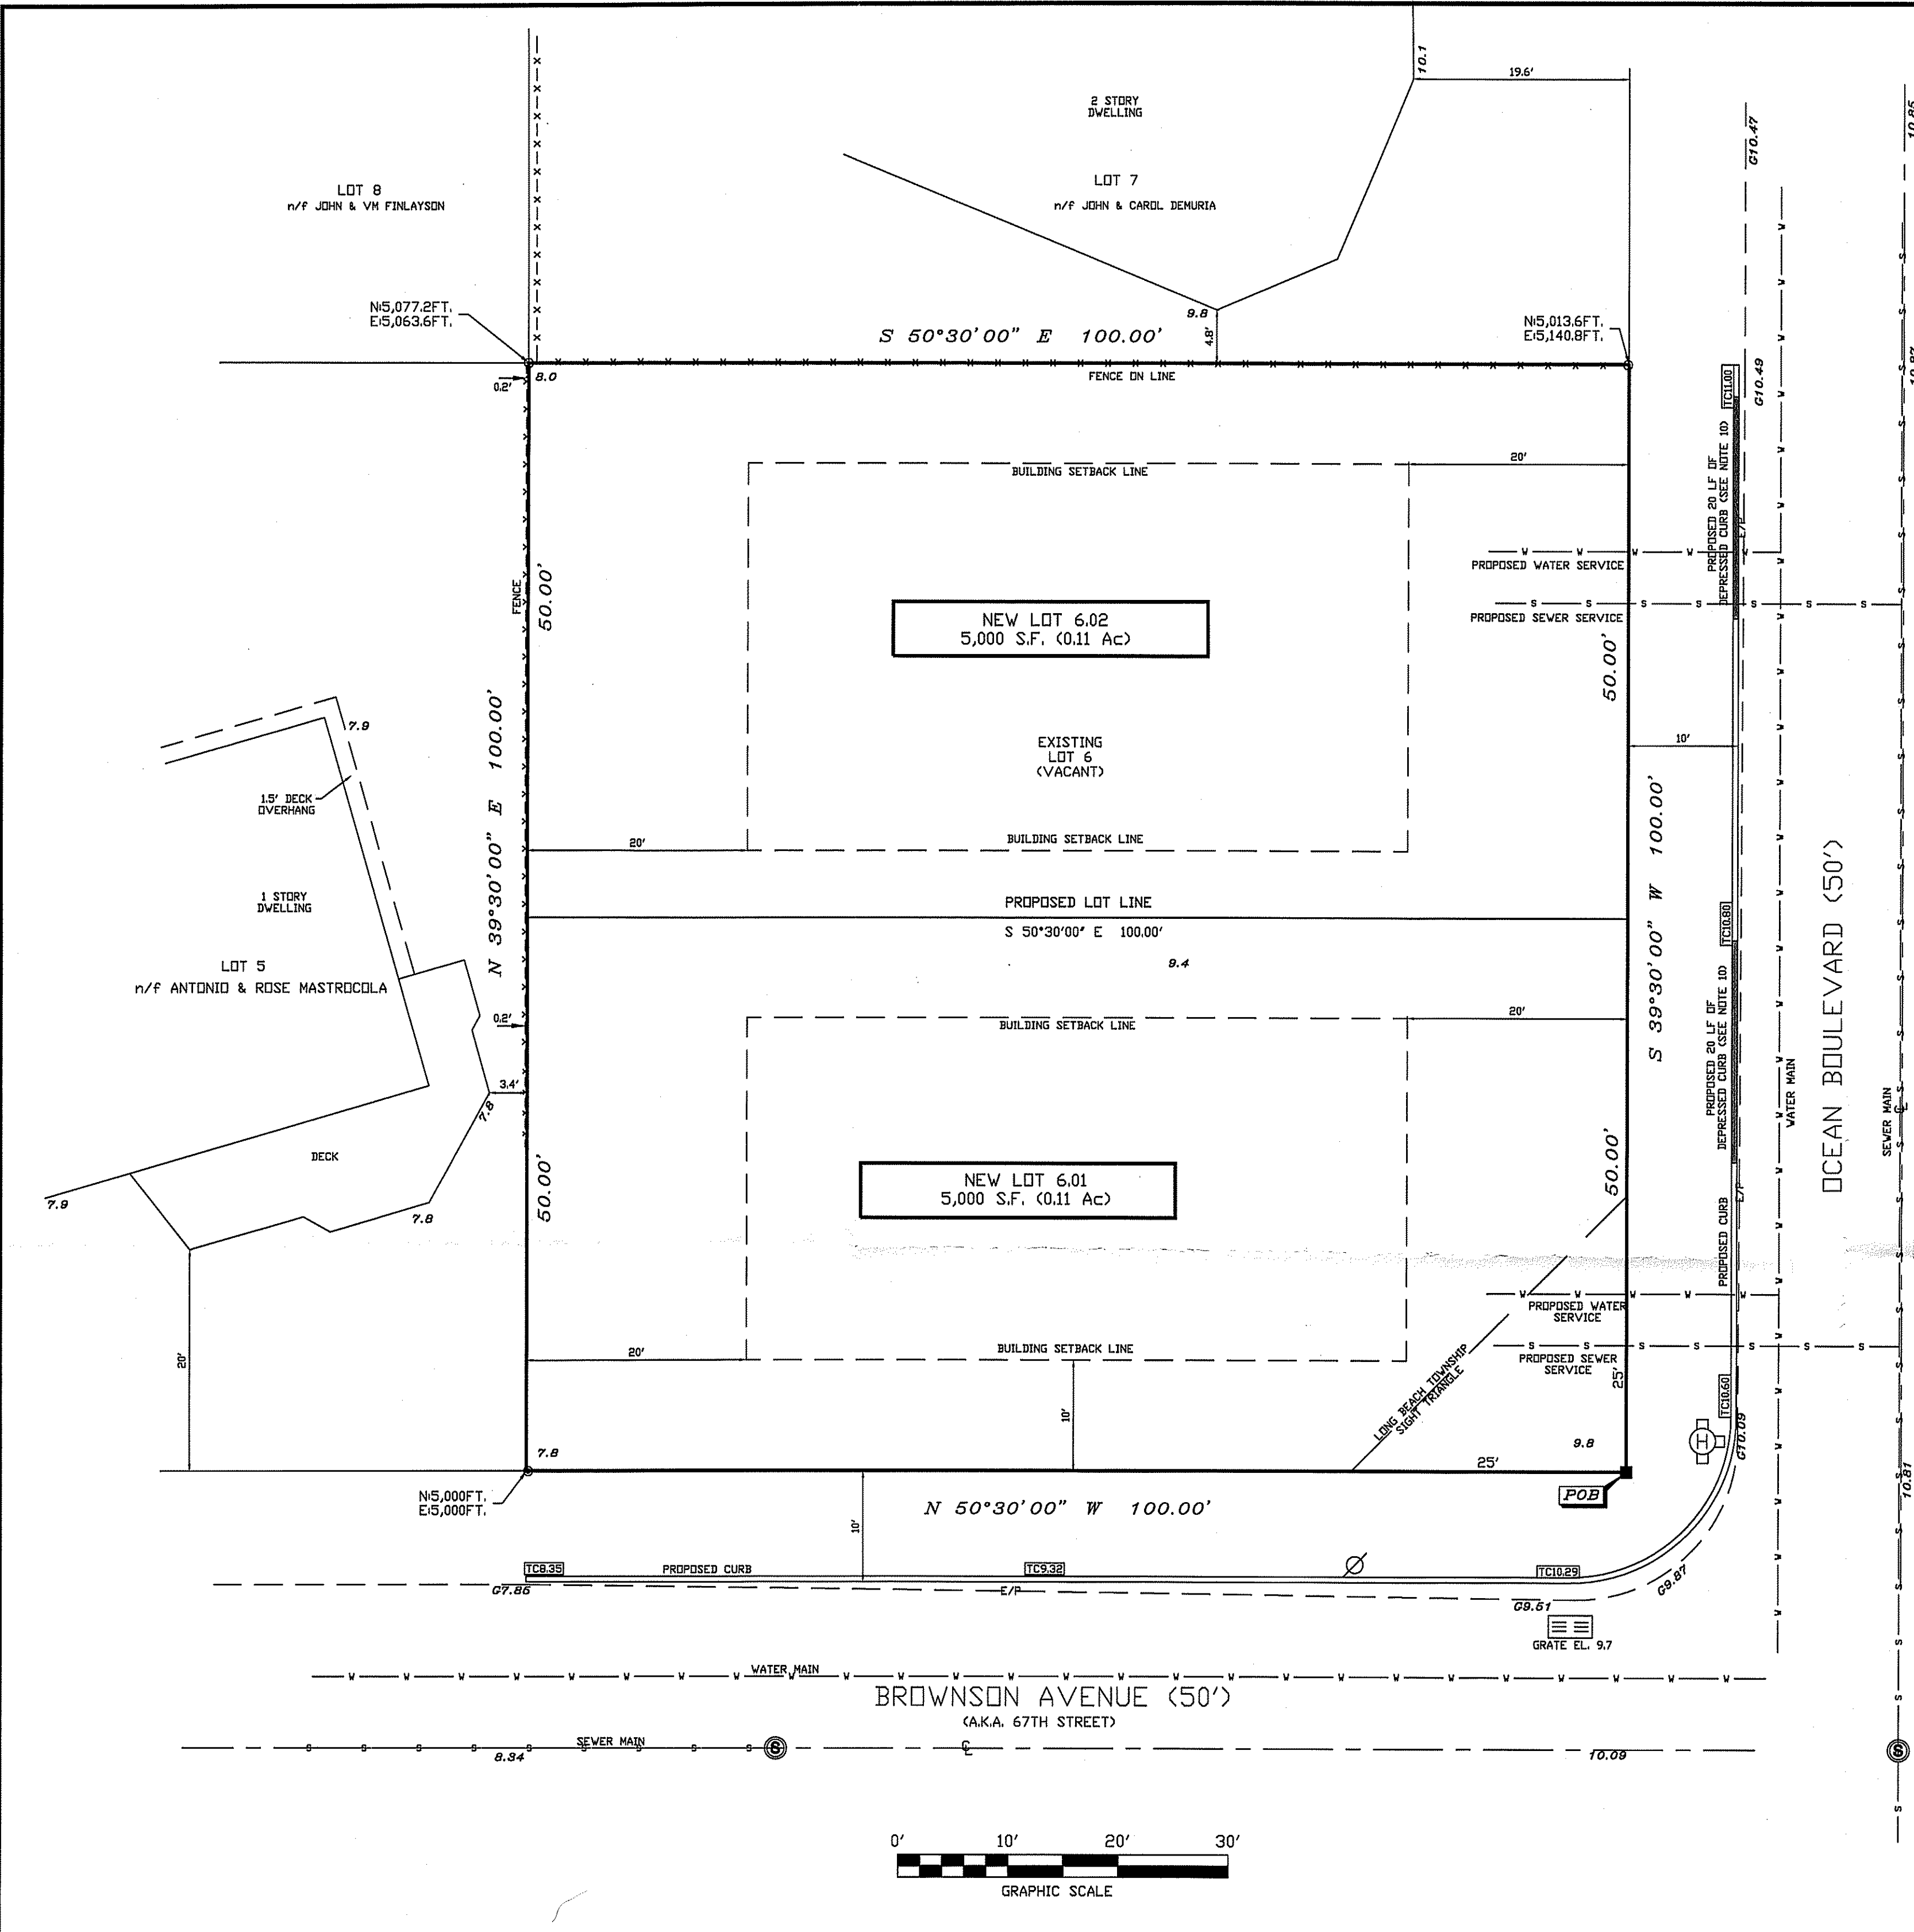 10.1
19.6'
2 STORY
DWELLING
G10.47
10.85
LOT 8
n/f JOHN & VM FINLAYSON
LOT 7
n/f JOHN & CAROL DEMURIA
N:5,077.2FT.
E:5,063.6FT.
9.8
4.8'
S 50°30'00" E 100.00'
N:5,013.6FT.
E:5,140.8FT.
0.2'
8.0
FENCE ON LINE
TC11.00
G10.49
BUILDING SETBACK LINE
20'
PROPOSED 20 LF OF
DEPRESSED CURB (SEE NOTE 10)
E/P
W W W W W
PROPOSED WATER SERVICE
S S S S S S S
PROPOSED SEWER SERVICE
FENCE
50.00'
NEW LOT 6.02
5,000 S.F. (0.11 Ac)
50.00'
7.9
N 39°30'00" E 100.00'
EXISTING
LOT 6
(VACANT)
10'
S 39°30'00" W 100.00'
1.5' DECK
OVERHANG
20'
BUILDING SETBACK LINE
1 STORY
DWELLING
PROPOSED LOT LINE
S 50°30'00" E 100.00'
9.4
TC10.80
OCEAN BOULEVARD (50')
LOT 5
n/f ANTONIO & ROSE MASTROCOLA
0.2'
BUILDING SETBACK LINE
20'
PROPOSED 20 LF OF
DEPRESSED CURB (SEE NOTE 10)
WATER MAIN
SEWER MAIN
3.4'
7.8
DECK
7.9
7.8
50.00'
NEW LOT 6.01
5,000 S.F. (0.11 Ac)
50.00'
E/P
PROPOSED CURB
W W W W W
PROPOSED WATER
SERVICE
S S S S S S S
PROPOSED SEWER
SERVICE
20'
20'
BUILDING SETBACK LINE
LONG BEACH TOWNSHIP
SIGHT TRIANGLE
25'
TC10.60
10'
H
G10.09
7.8
9.8
25'
10.81
N:5,000FT.
E:5,000FT.
N 50°30'00" W 100.00'
POB
10'
TC8.35
PROPOSED CURB
TC9.32
TC10.29
G7.85
E/P
G9.51
G9.87
GRATE EL. 9.7
WATER MAIN
BROWNSON AVENUE (50')
(A.K.A. 67TH STREET)
SEWER MAIN
8.34
S
10.09
S
0' 10' 20' 30'
GRAPHIC SCALE